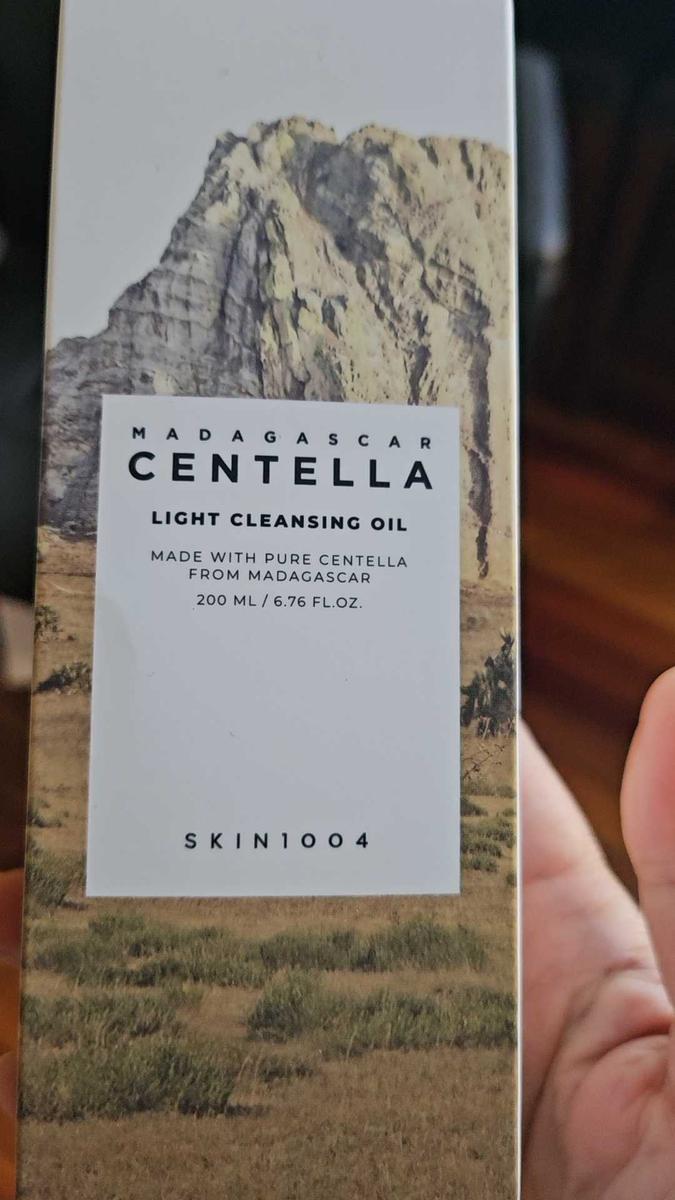 MADAGASCAR
CENTELLA
LIGHT CLEANSING OIL
MADE WITH PURE CENTELLA
FROM MADAGASCAR
200 ML / 6.76 FL.OZ.
SKIN1004